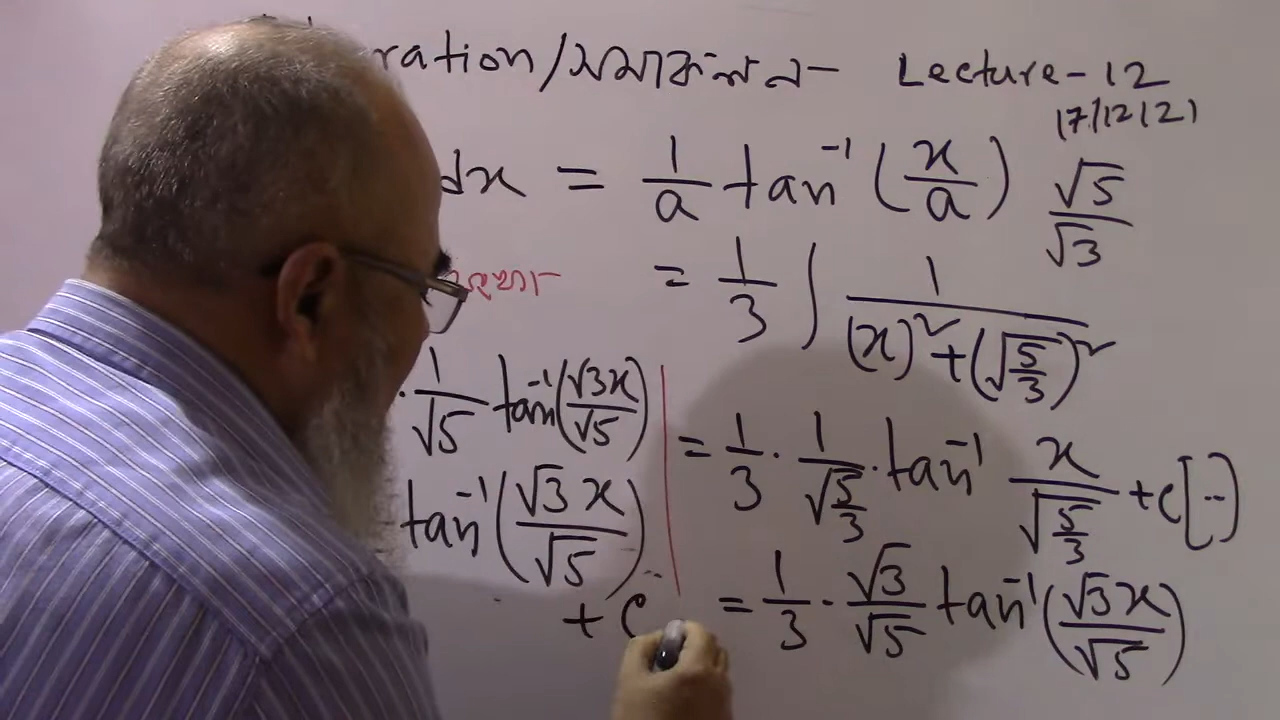 ration/সমাকলন - Lecture-12
17/12/21
dx = 1/a tan⁻¹ (x/a)
√5/√3
= 1/3 ∫ 1/((x)²+(√(5/3))²
· 1/√5 tan⁻¹(√3x/√5)
= 1/3 · 1/√(5/3) · tan⁻¹ x/√(5/3) + c [··]
tan⁻¹(√3x/√5)
+ c
= 1/3 · √3/√5 tan⁻¹(√3x/√5)